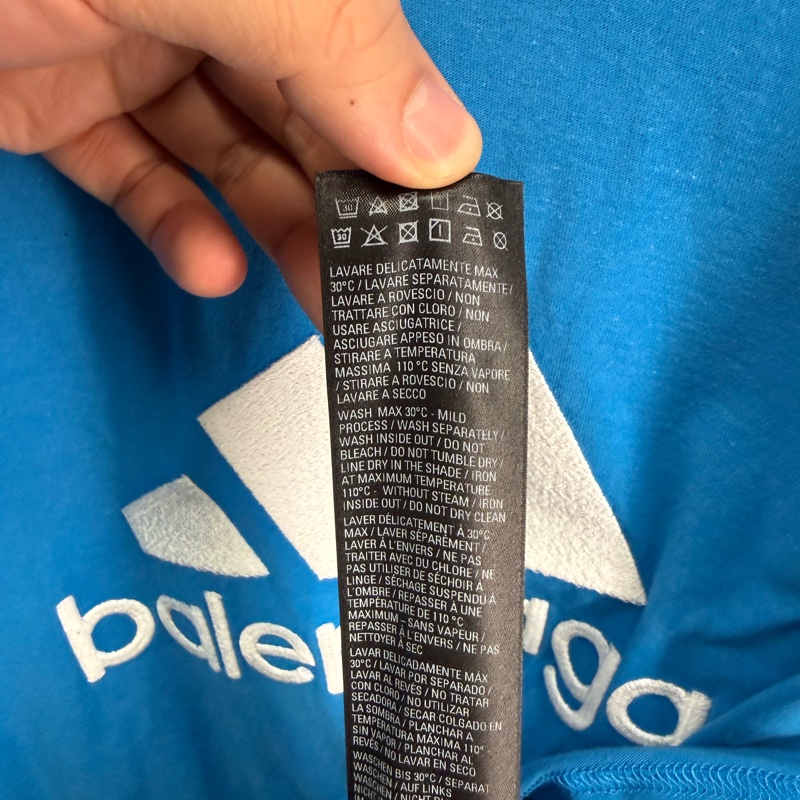 30
30
LAVARE DELICATAMENTE MAX
30°C / LAVARE SEPARATAMENTE /
LAVARE A ROVESCIO / NON
TRATTARE CON CLORO / NON
USARE ASCIUGATRICE /
ASCIUGARE APPESO IN OMBRA /
STIRARE A TEMPERATURA
MASSIMA 110°C SENZA VAPORE
/ STIRARE A ROVESCIO / NON
LAVARE A SECCO
WASH MAX 30°C - MILD
PROCESS / WASH SEPARATELY /
WASH INSIDE OUT / DO NOT
BLEACH / DO NOT TUMBLE DRY /
LINE DRY IN THE SHADE / IRON
AT MAXIMUM TEMPERATURE
110°C - WITHOUT STEAM / IRON
INSIDE OUT / DO NOT DRY CLEAN
LAVER DÉLICATEMENT À 30°C
MAX / LAVER SÉPARÉMENT /
LAVER À L'ENVERS / NE PAS
TRAITER AVEC DU CHLORE / NE
PAS UTILISER DE SÉCHOIR À
LINGE / SÉCHAGE SUSPENDU À
L'OMBRE / REPASSER À UNE
TEMPÉRATURE DE 110 °C
MAXIMUM - SANS VAPEUR /
REPASSER À L'ENVERS / NE PAS
NETTOYER À SEC
LAVAR DELICADAMENTE MÁX
30°C / LAVAR POR SEPARADO /
LAVAR AL REVÉS / NO TRATAR
CON CLORO / NO UTILIZAR
SECADORA / SECAR COLGADO EN
LA SOMBRA / PLANCHAR A
TEMPERATURA MÁXIMA 110°
SIN VAPOR / PLANCHAR AL
REVÉS / NO LAVAR EN SECO
WASCHEN BIS 30°C / SEPARAT
WASCHEN / AUF LINKS
WASCHEN / NICHT
balen aga